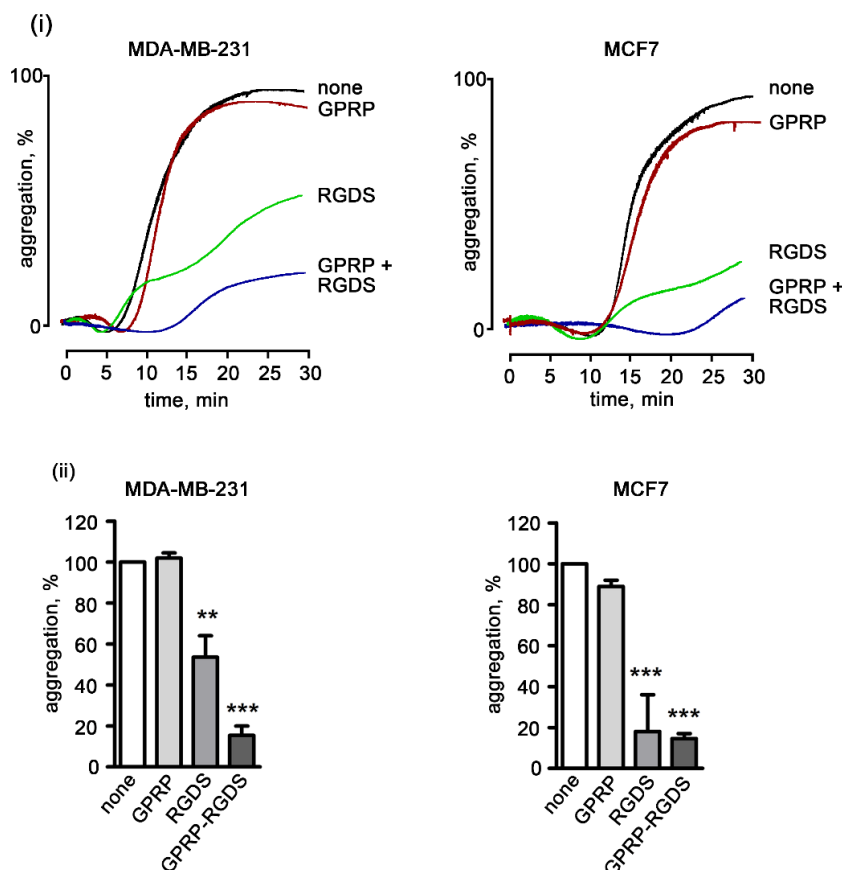 (i)
MDA-MB-231
100
aggregation, %
0
none
GPRP
RGDS
GPRP +
RGDS
0 5 10 15 20 25 30
time, min
MCF7
100
aggregation, %
0
none
GPRP
RGDS
GPRP +
RGDS
0 5 10 15 20 25 30
time, min
(ii)
MDA-MB-231
120
100
80
60
40
20
0
aggregation, %
**
***
none
GPRP
RGDS
GPRP-RGDS
MCF7
120
100
80
60
40
20
0
aggregation, %
***
***
none
GPRP
RGDS
GPRP-RGDS